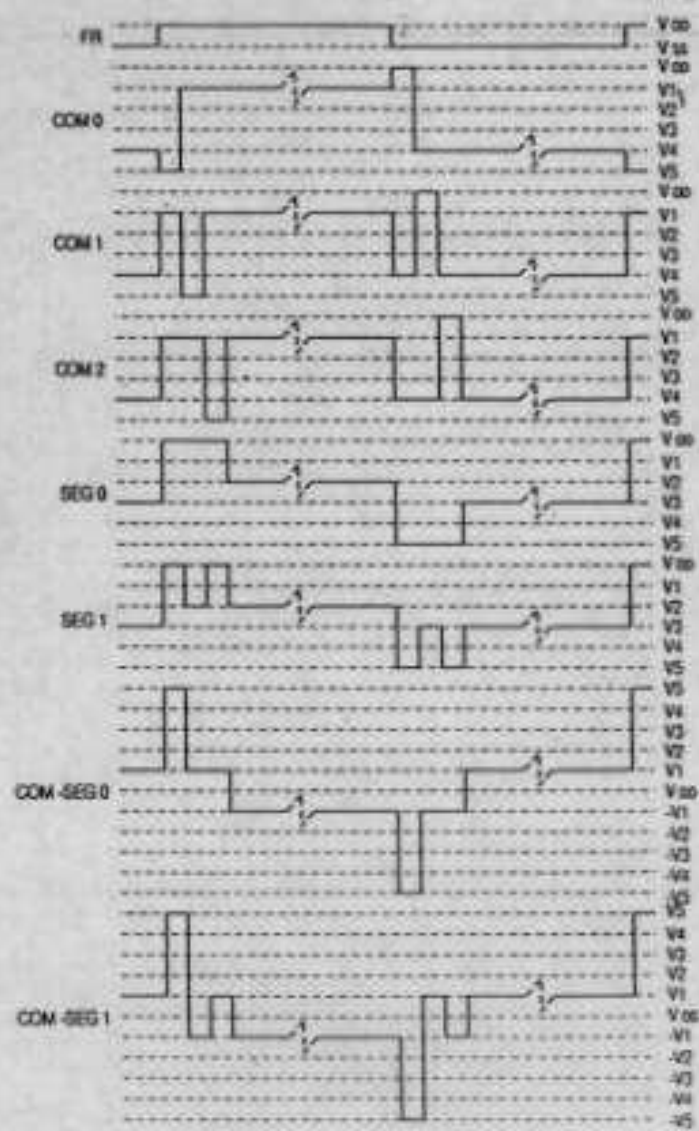 FR
V DD
V SS
COM 0
V DD
V1
V2
V3
V4
V5
COM 1
V DD
V1
V2
V3
V4
V5
COM 2
V DD
V1
V2
V3
V4
V5
SEG 0
V DD
V1
V2
V3
V4
V5
SEG 1
V DD
V1
V2
V3
V4
V5
COM -SEG 0
V5
V4
V3
V2
V1
V DD
-V1
-V2
-V3
-V4
-V5
COM -SEG 1
V5
V4
V3
V2
V1
V DD
-V1
-V2
-V3
-V4
-V5